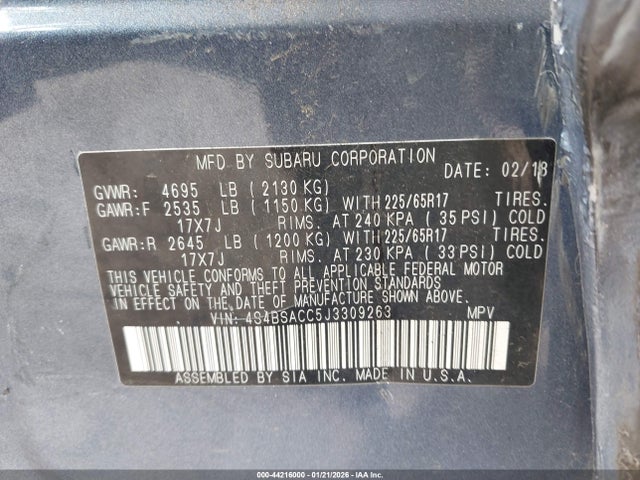 MFD BY SUBARU CORPORATION DATE: 02/18
GVWR: 4695 LB (2130 KG)
GAWR:F 2535 LB (1150 KG) WITH 225/65R17 TIRES.
17X7J RIMS. AT 240 KPA (35 PSI) COLD
GAWR:R 2645 LB (1200 KG) WITH 225/65R17 TIRES.
17X7J RIMS. AT 230 KPA (33 PSI) COLD
THIS VEHICLE CONFORMS TO ALL APPLICABLE FEDERAL MOTOR
VEHICLE SAFETY AND THEFT PREVENTION STANDARDS
IN EFFECT ON THE DATE OF MANUFACTURE SHOWN ABOVE.
VIN: 4S4BSACC5J3309263 MPV
ASSEMBLED BY SIA INC. MADE IN U.S.A.
000-44216000 - 01/21/2026 - COPYRIGHT IAA, LLC.